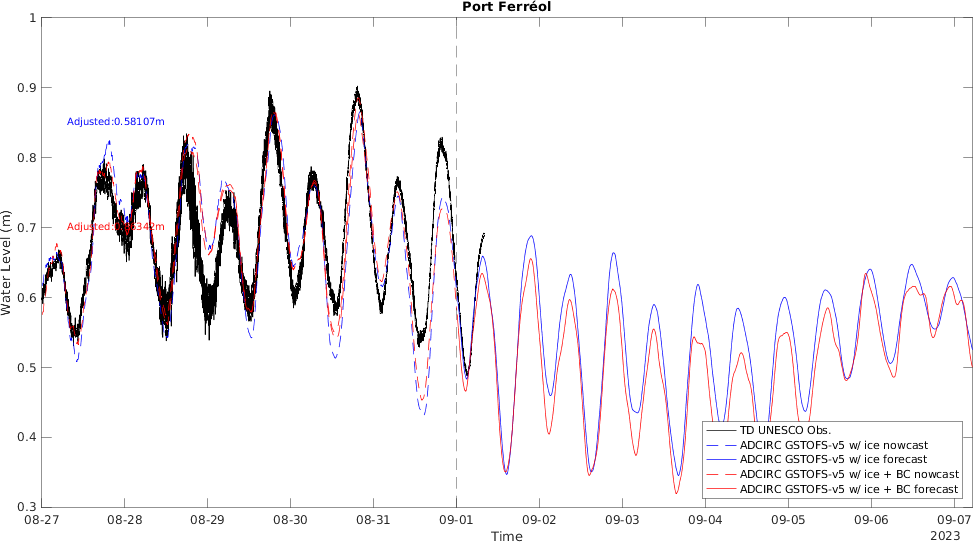 Port Ferréol
1
0.9
0.8
0.7
0.6
0.5
0.4
0.3
Water Level (m)
Adjusted:0.58107m
TD UNESCO Obs.
ADCIRC GSTOFS-v5 w/ ice nowcast
ADCIRC GSTOFS-v5 w/ ice forecast
ADCIRC GSTOFS-v5 w/ ice + BC nowcast
ADCIRC GSTOFS-v5 w/ ice + BC forecast
08-27 08-28 08-29 08-30 08-31 09-01 09-02 09-03 09-04 09-05 09-06 09-07
Time
2023